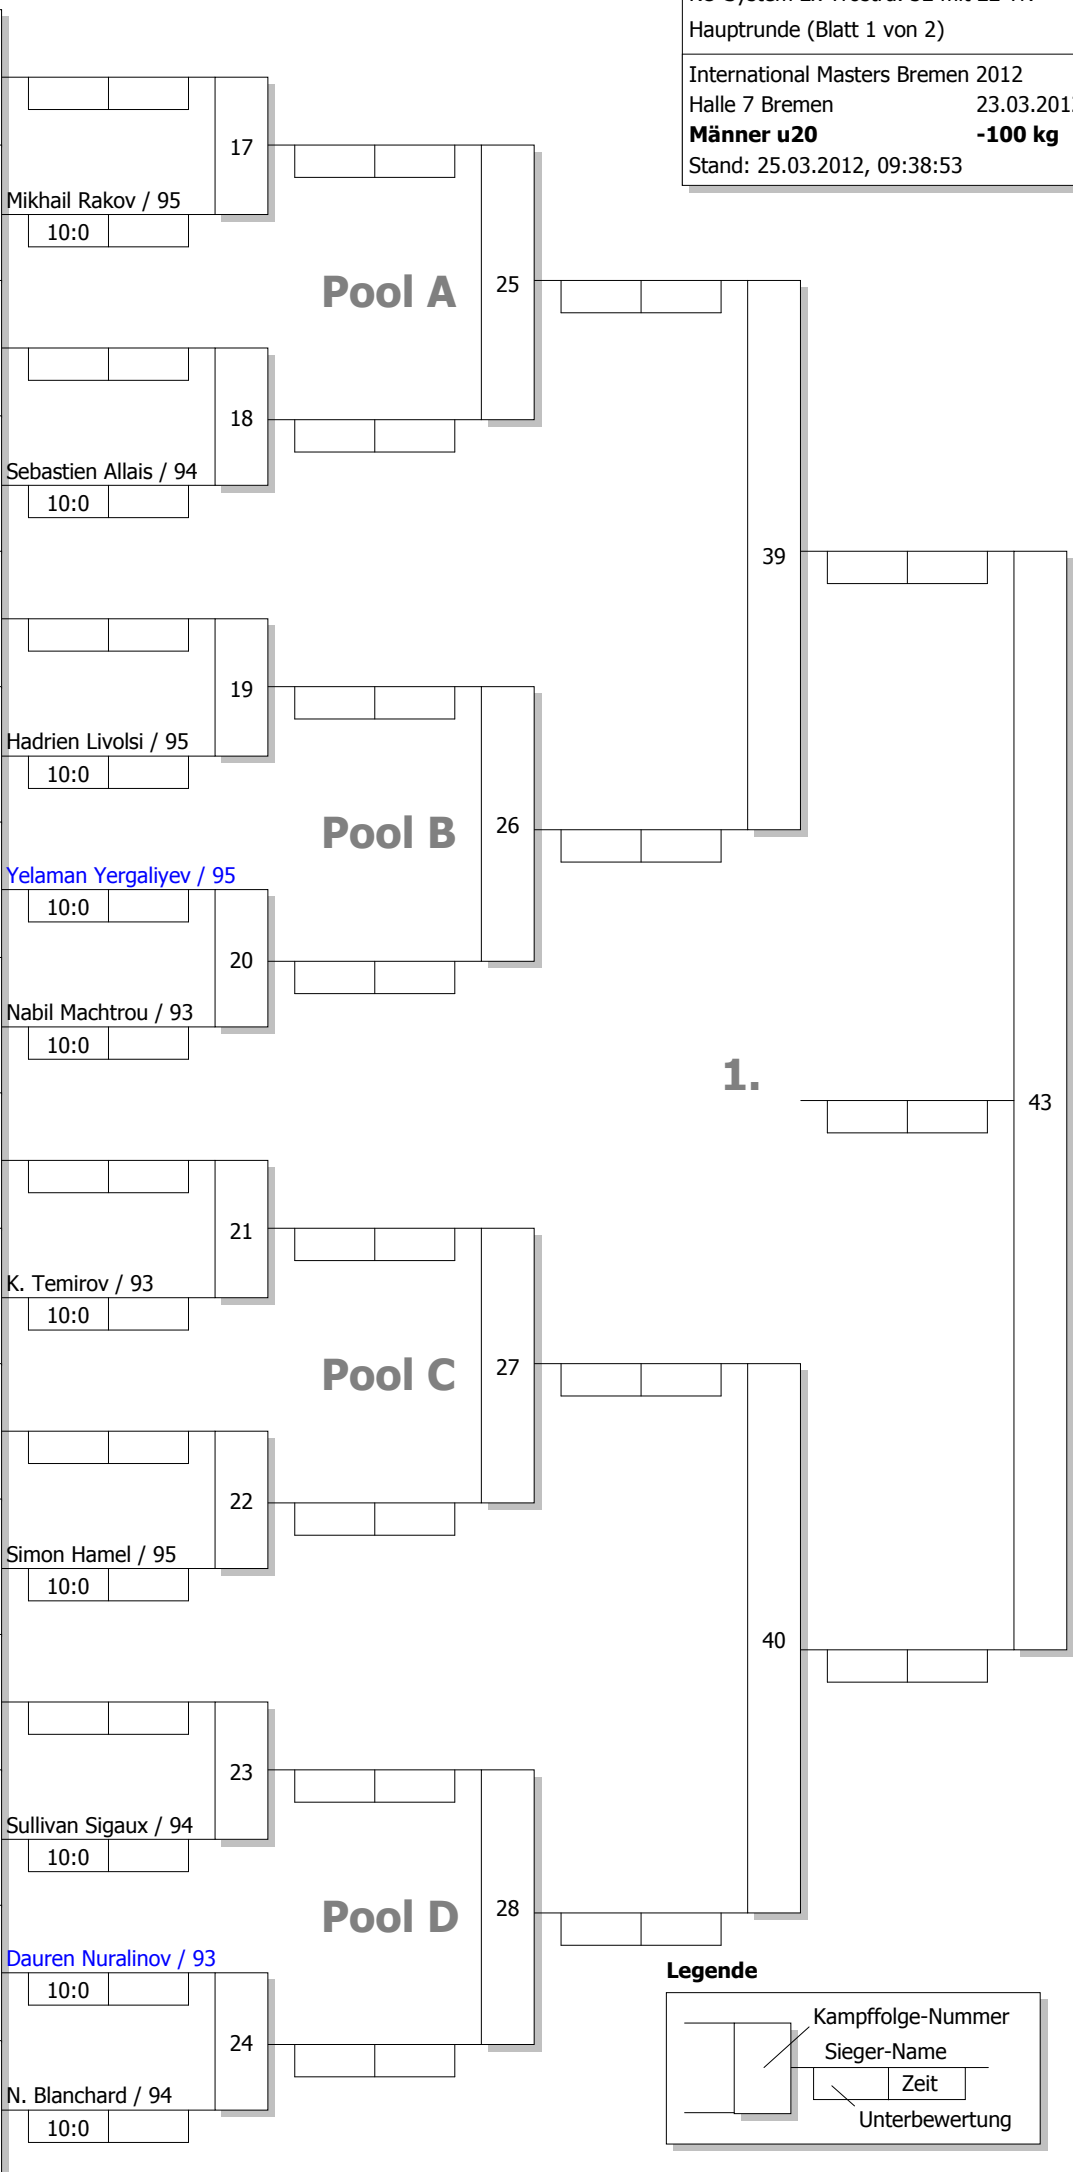 Hauptrunde (Blatt 1 von 2)
International Masters Bremen 2012
Halle 7 Bremen 23.03.201
Männer u20 -100 kg
Stand: 25.03.2012, 09:38:53
17
Mikhail Rakov / 95
10:0
Pool A
25
18
Sebastien Allais / 94
10:0
39
19
Hadrien Livolsi / 95
10:0
Pool B
26
Yelaman Yergaliyev / 95
10:0
20
Nabil Machtrou / 93
10:0
1.
43
21
K. Temirov / 93
10:0
Pool C
27
22
Simon Hamel / 95
10:0
40
23
Sullivan Sigaux / 94
10:0
Pool D
28
Dauren Nuralinov / 93
10:0
24
N. Blanchard / 94
10:0
Legende
Kampffolge-Nummer
Sieger-Name
Zeit
Unterbewertung